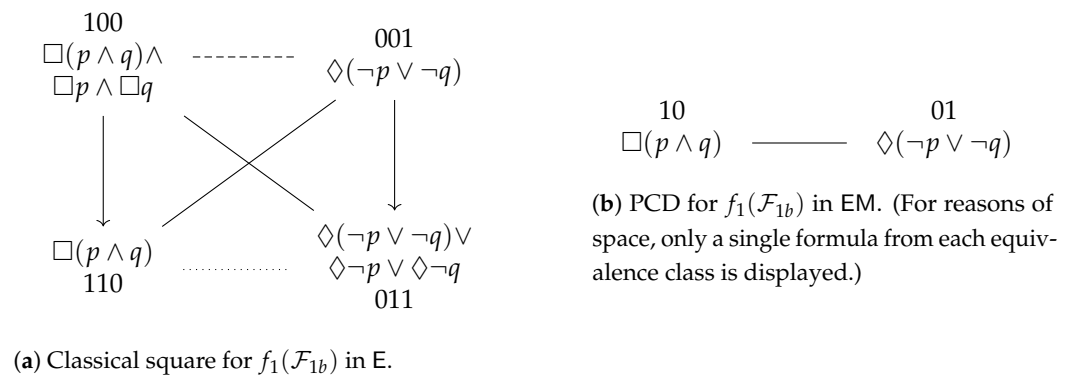 100
□(p ∧ q)∧
□p ∧ □q
001
◊(¬p ∨ ¬q)
□(p ∧ q)
110
◊(¬p ∨ ¬q)∨
◊¬p ∨ ◊¬q
011
(a) Classical square for f₁(ℱ₁b) in E.
10
□(p ∧ q)
01
◊(¬p ∨ ¬q)
(b) PCD for f₁(ℱ₁b) in EM. (For reasons of
space, only a single formula from each equiv-
alence class is displayed.)